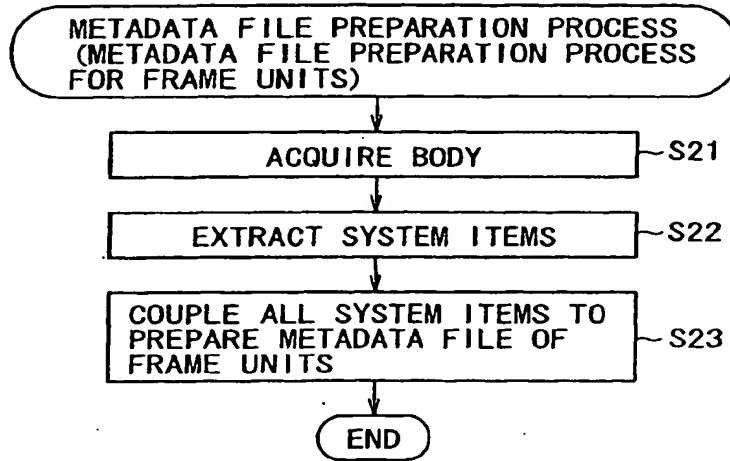 METADATA FILE PREPARATION PROCESS
(METADATA FILE PREPARATION PROCESS
FOR FRAME UNITS)
ACQUIRE BODY
S21
EXTRACT SYSTEM ITEMS
S22
COUPLE ALL SYSTEM ITEMS TO
PREPARE METADATA FILE OF
FRAME UNITS
S23
END